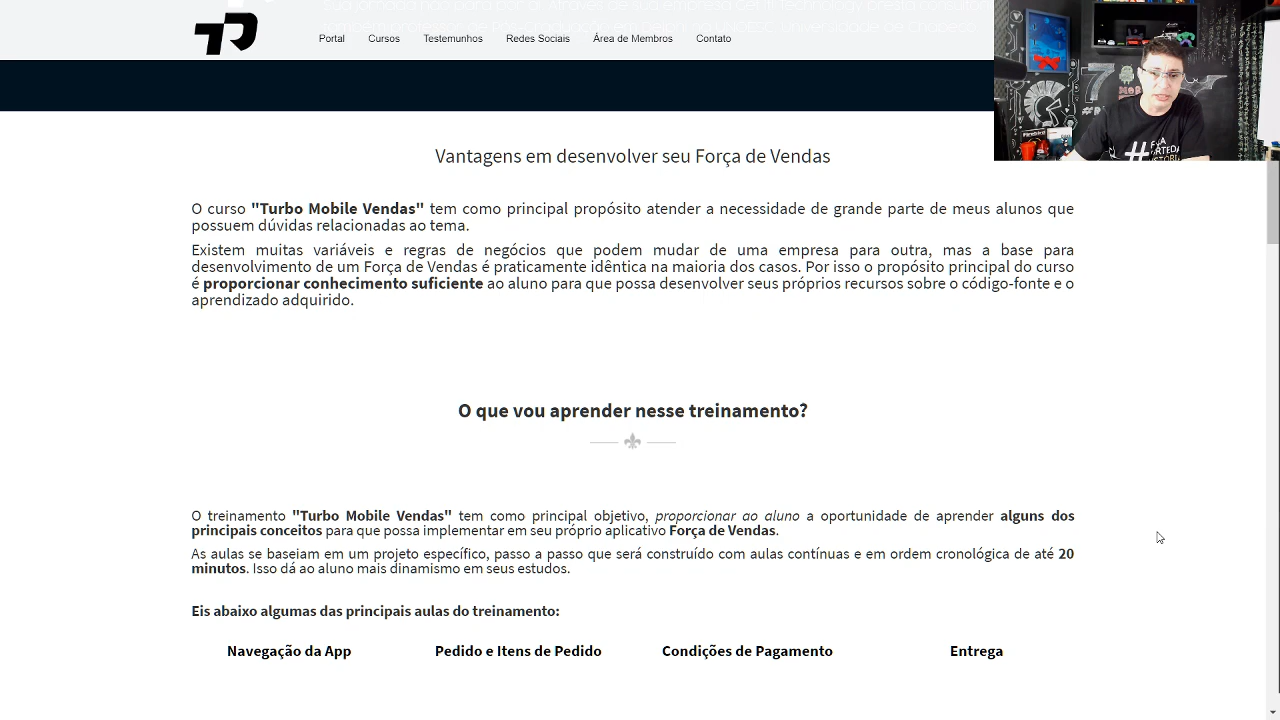 Portal Cursos Testemunhos Redes Sociais Área de Membros Contato
Vantagens em desenvolver seu Força de Vendas
O curso "Turbo Mobile Vendas" tem como principal propósito atender a necessidade de grande parte de meus alunos que
possuem dúvidas relacionadas ao tema.
Existem muitas variáveis e regras de negócios que podem mudar de uma empresa para outra, mas a base para
desenvolvimento de um Força de Vendas é praticamente idêntica na maioria dos casos. Por isso o propósito principal do curso
é proporcionar conhecimento suficiente ao aluno para que possa desenvolver seus próprios recursos sobre o código-fonte e o
aprendizado adquirido.
O que vou aprender nesse treinamento?
O treinamento "Turbo Mobile Vendas" tem como principal objetivo, proporcionar ao aluno a oportunidade de aprender alguns dos
principais conceitos para que possa implementar em seu próprio aplicativo Força de Vendas.
As aulas se baseiam em um projeto específico, passo a passo que será construído com aulas contínuas e em ordem cronológica de até 20
minutos. Isso dá ao aluno mais dinamismo em seus estudos.
Eis abaixo algumas das principais aulas do treinamento:
Navegação da App Pedido e Itens de Pedido Condições de Pagamento Entrega